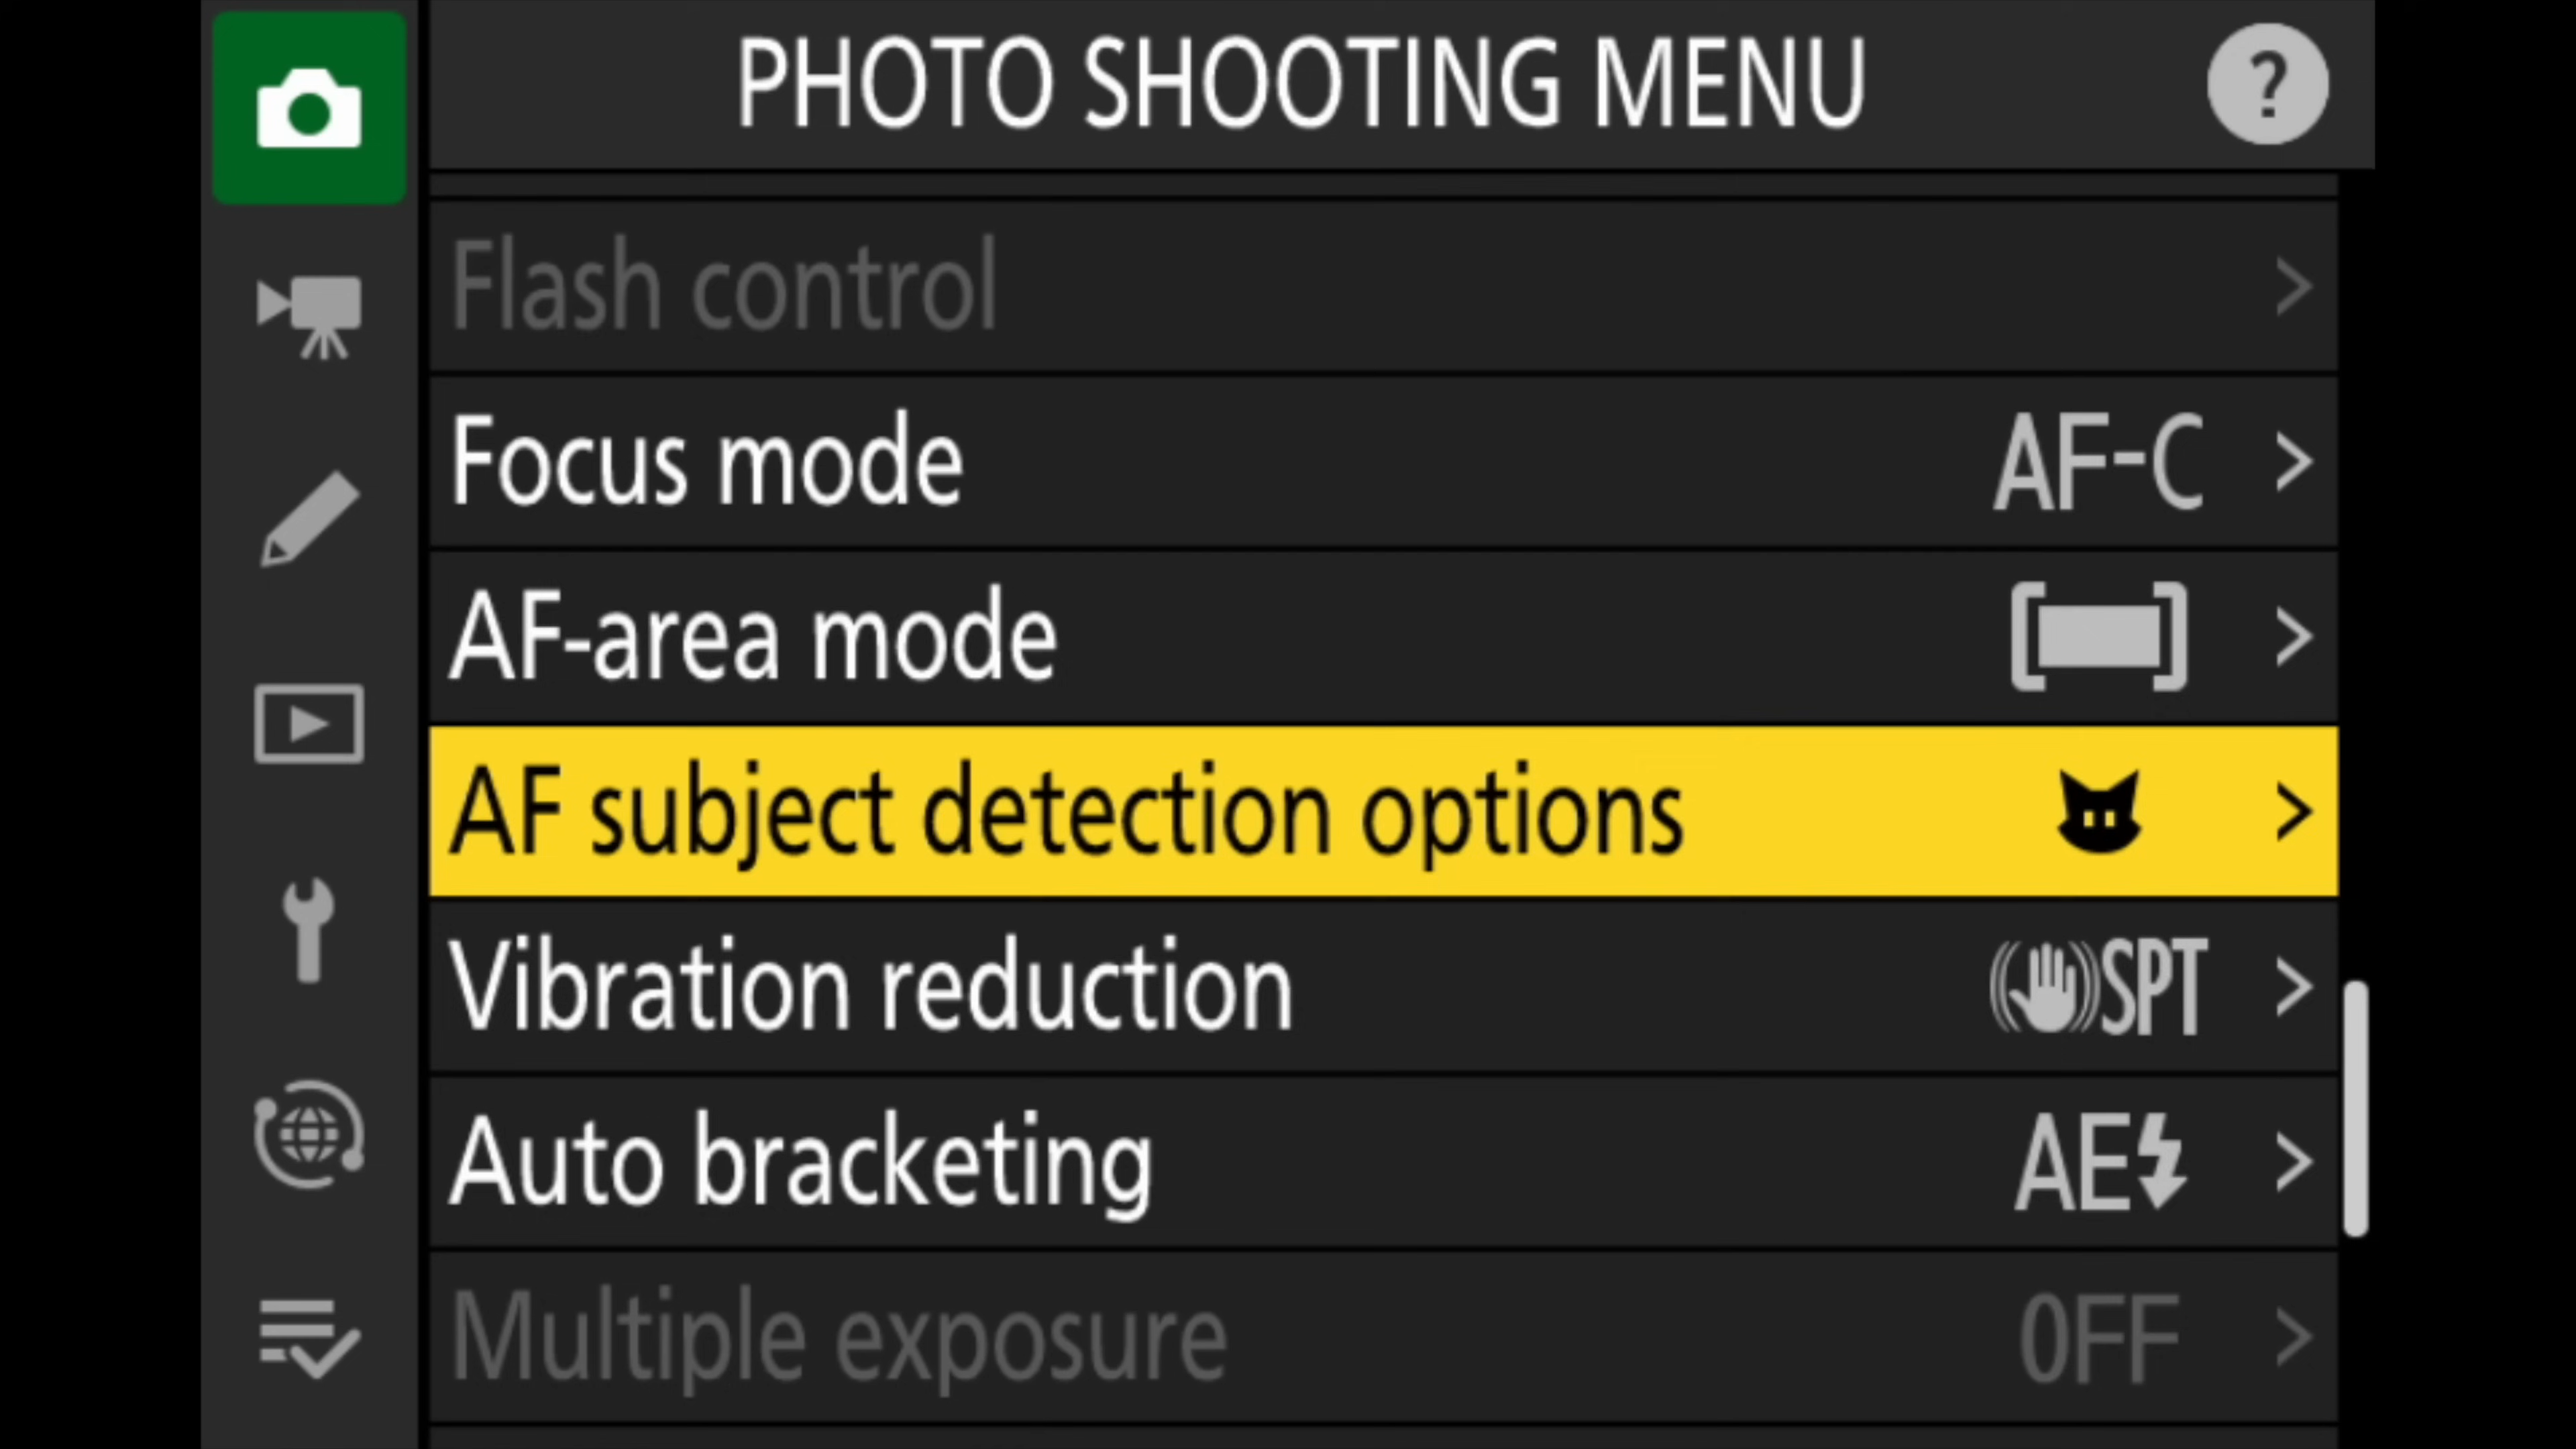 PHOTO SHOOTING MENU ?
Flash control >
Focus mode AF-C >
AF-area mode [ ] >
AF subject detection options >
Vibration reduction SPT >
Auto bracketing AE >
Multiple exposure OFF >